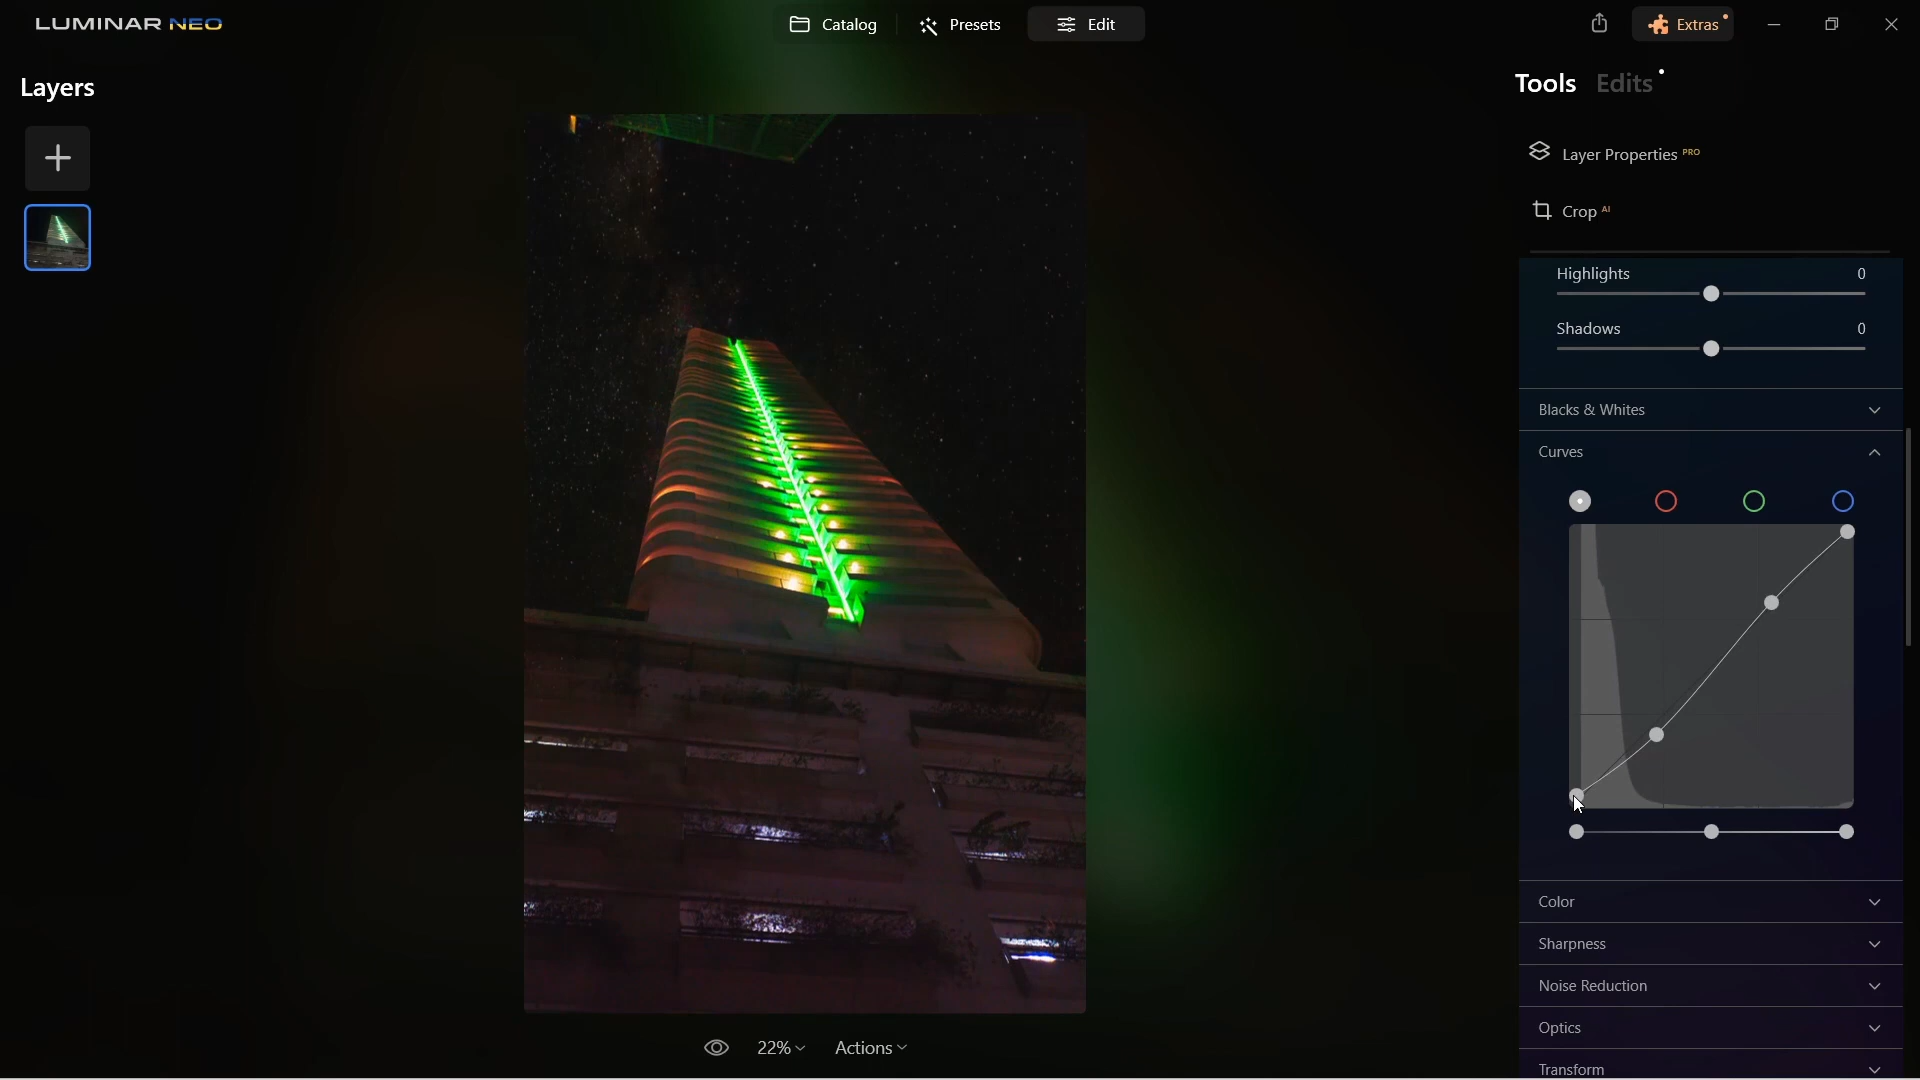 LUMINAR NEO
Catalog
Presets
Edit
Extras
Layers
Tools Edits
Layer Properties PRO
Crop AI
Highlights 0
Shadows 0
Blacks & Whites
Curves
Color
Sharpness
Noise Reduction
Optics
Transform
22%
Actions